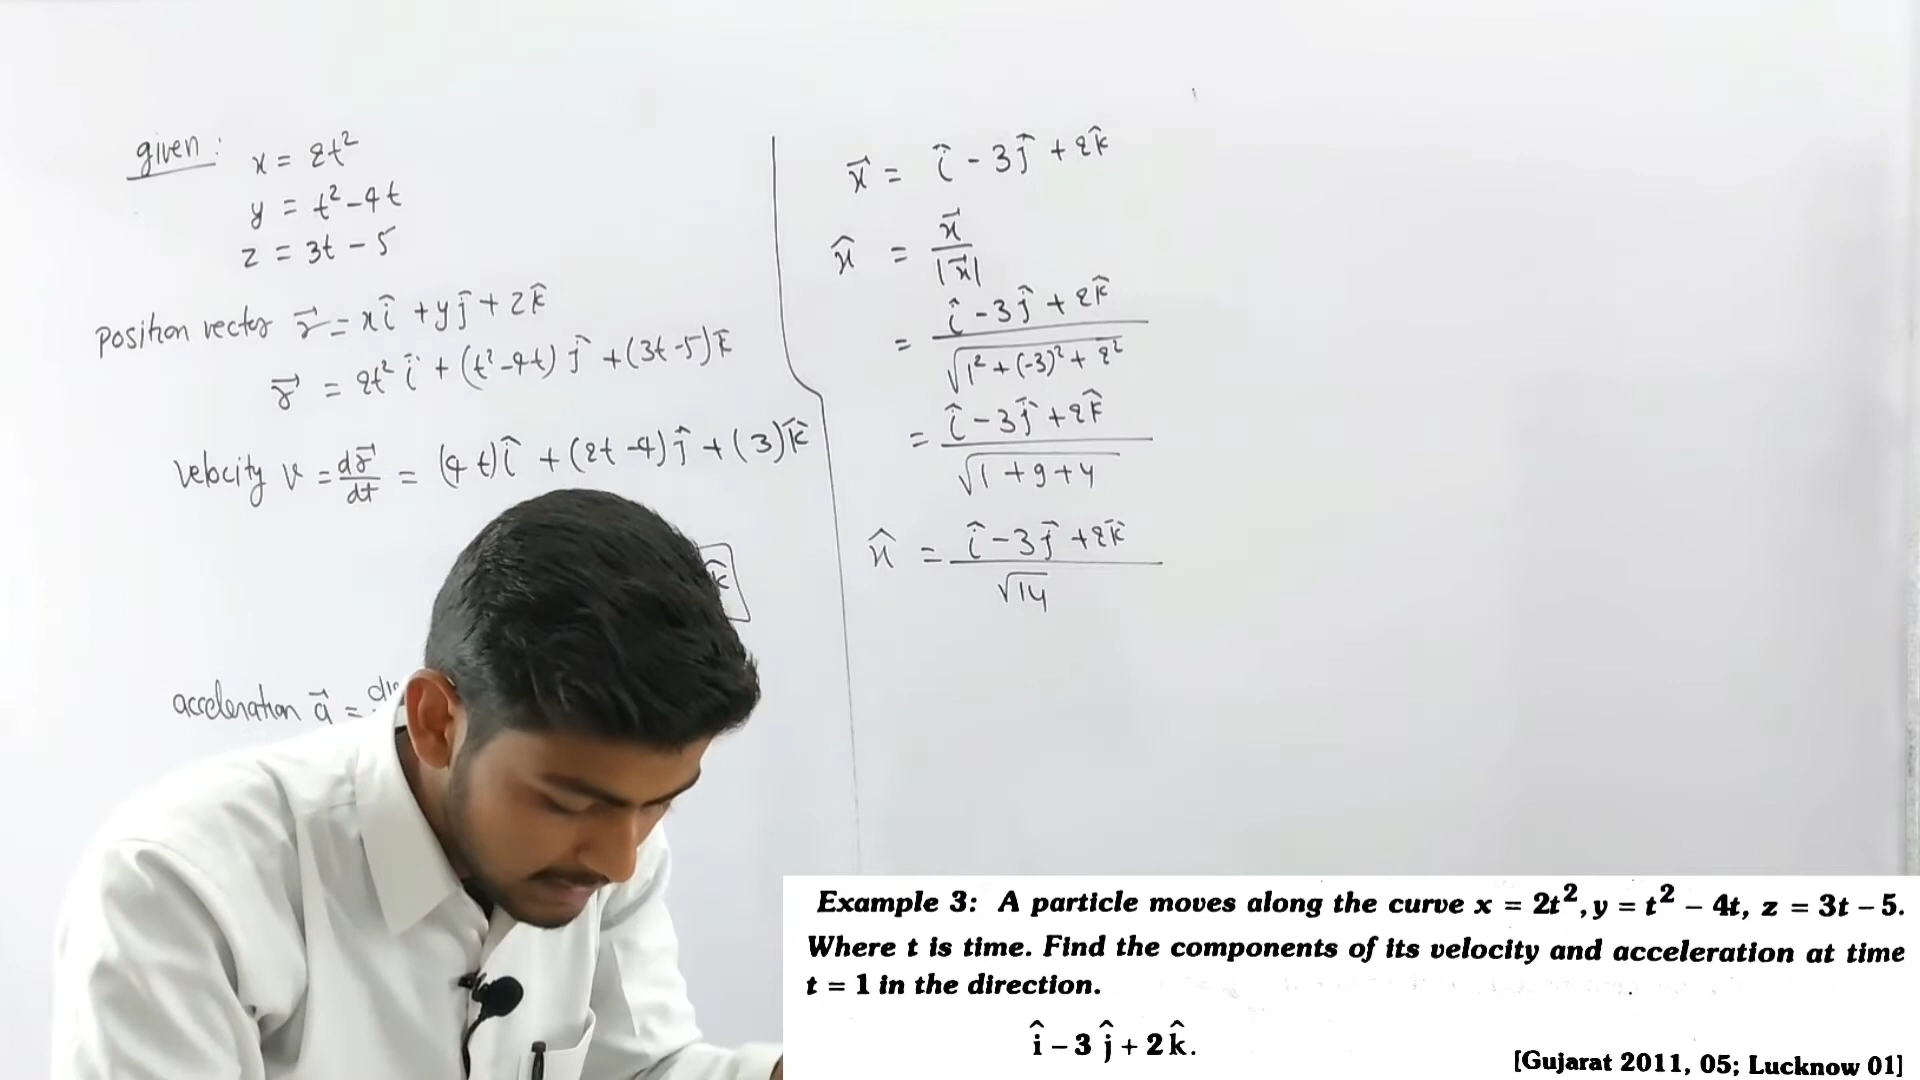 given :
x = 2t²
y = t² - 4t
z = 3t - 5
position vector r⃗ = xî + yĵ + zk̂
r⃗ = 2t² î + (t² - 4t) ĵ + (3t - 5) k̂
velocity v = dr⃗/dt = (4t) î + (2t - 4) ĵ + (3) k̂
k̂
acceleration a⃗ =
n⃗ = î - 3ĵ + 2k̂
n̂ = n⃗ / |n⃗|
= î - 3ĵ + 2k̂ / √1² + (-3)² + 2²
= î - 3ĵ + 2k̂ / √1 + 9 + 4
n̂ = î - 3ĵ + 2k̂ / √14
Example 3: A particle moves along the curve x = 2t², y = t² – 4t, z = 3t – 5.
Where t is time. Find the components of its velocity and acceleration at time
t = 1 in the direction.
î – 3 ĵ + 2 k̂.
[Gujarat 2011, 05; Lucknow 01]